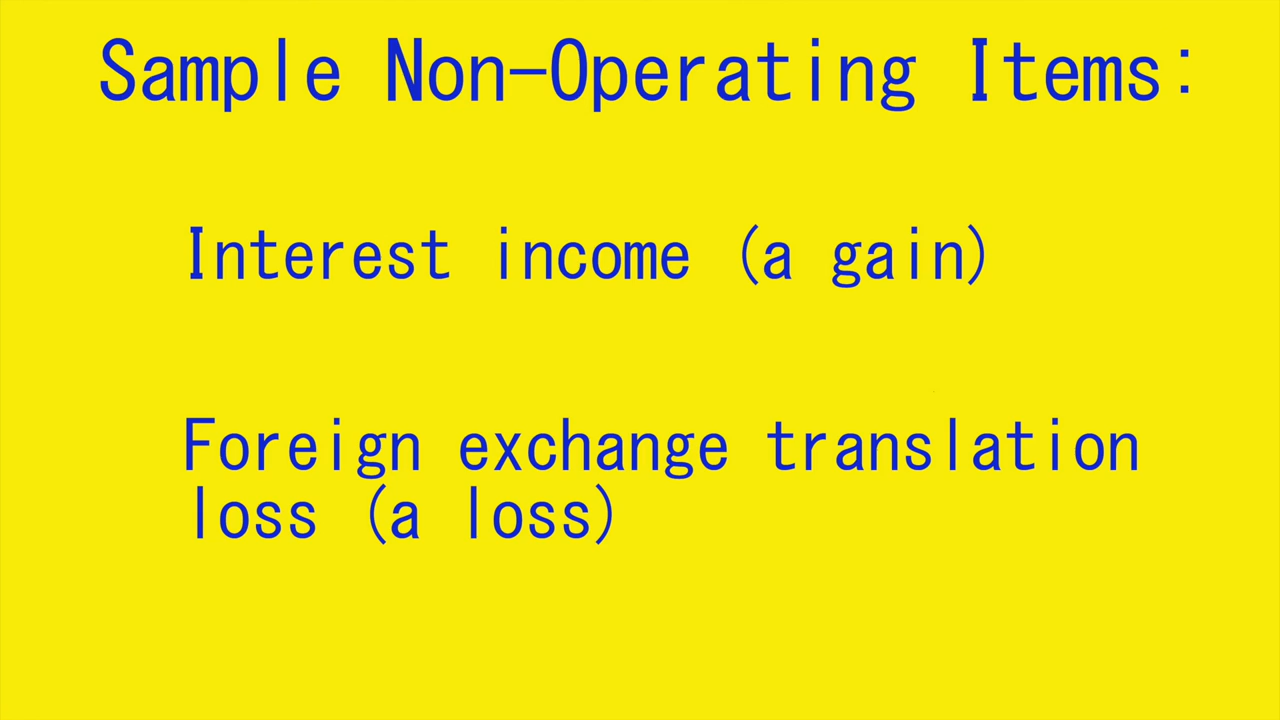 Sample Non-Operating Items:
Interest income (a gain)
Foreign exchange translation
loss (a loss)